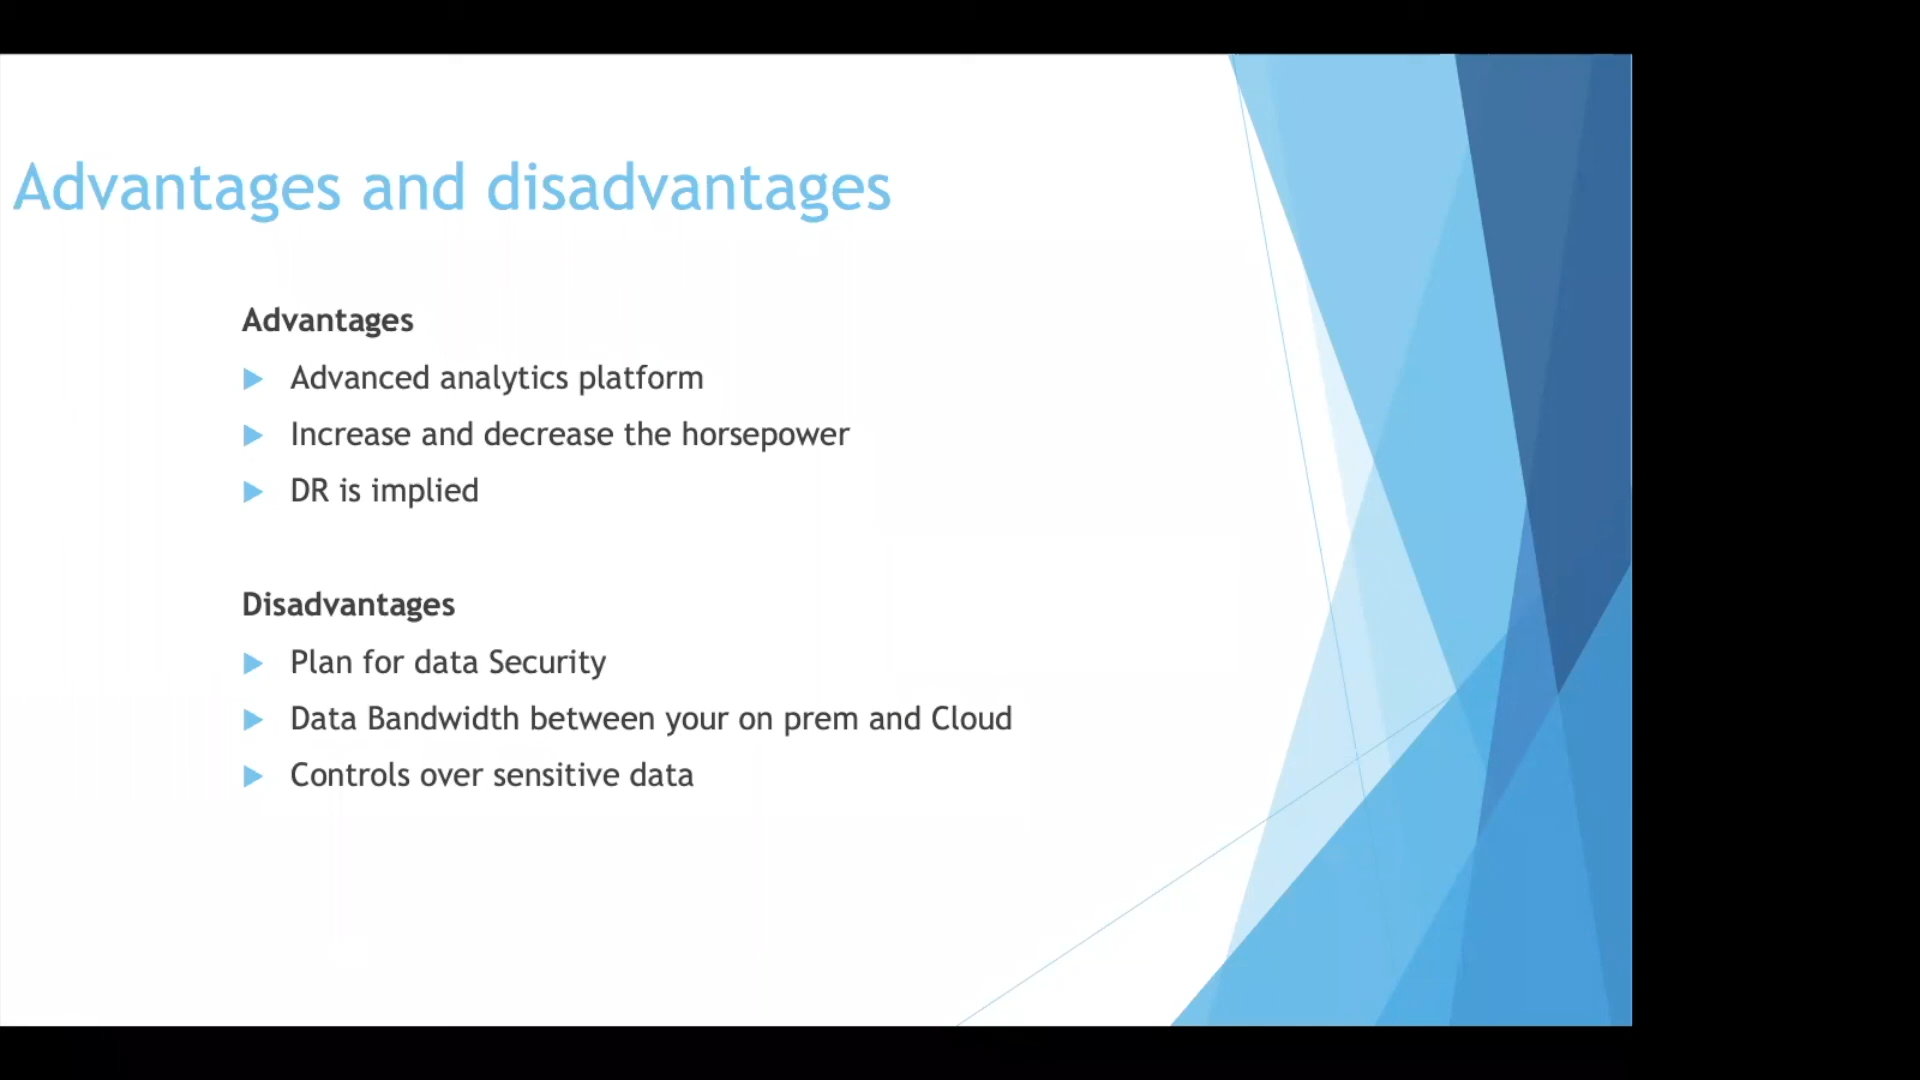 Advantages and disadvantages
Advantages
Advanced analytics platform
Increase and decrease the horsepower
DR is implied
Disadvantages
Plan for data Security
Data Bandwidth between your on prem and Cloud
Controls over sensitive data